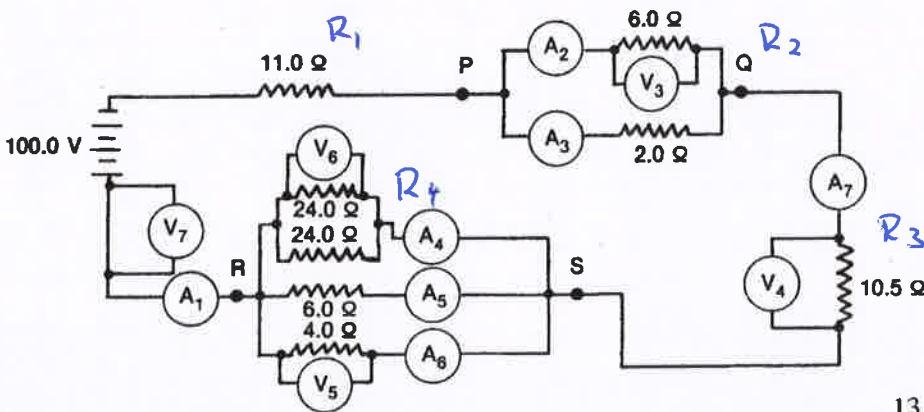 R₁
11.0 Ω
P
A₂
6.0 Ω
V₃
R₂
Q
A₃
2.0 Ω
100.0 V
V₇
A₁
R
V₆
R₄
24.0 Ω
24.0 Ω
A₄
6.0 Ω
A₅
4.0 Ω
V₅
A₆
S
A₇
R₃
V₄
10.5 Ω
13